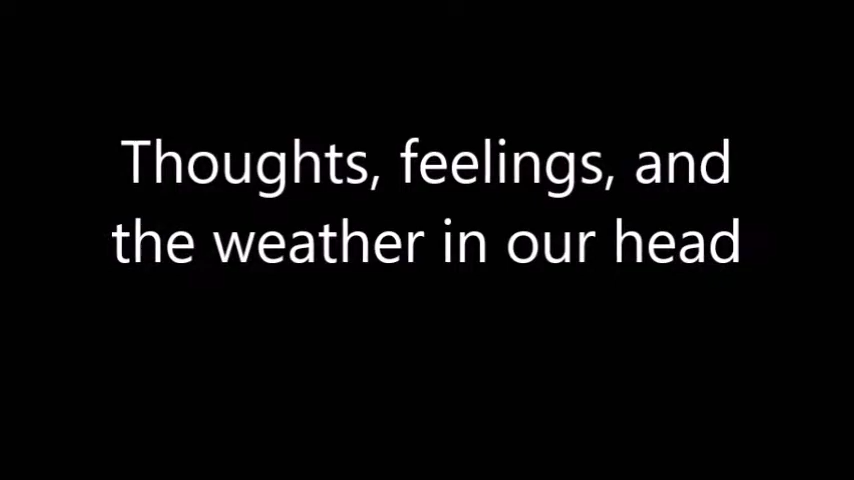 Thoughts, feelings, and
the weather in our head